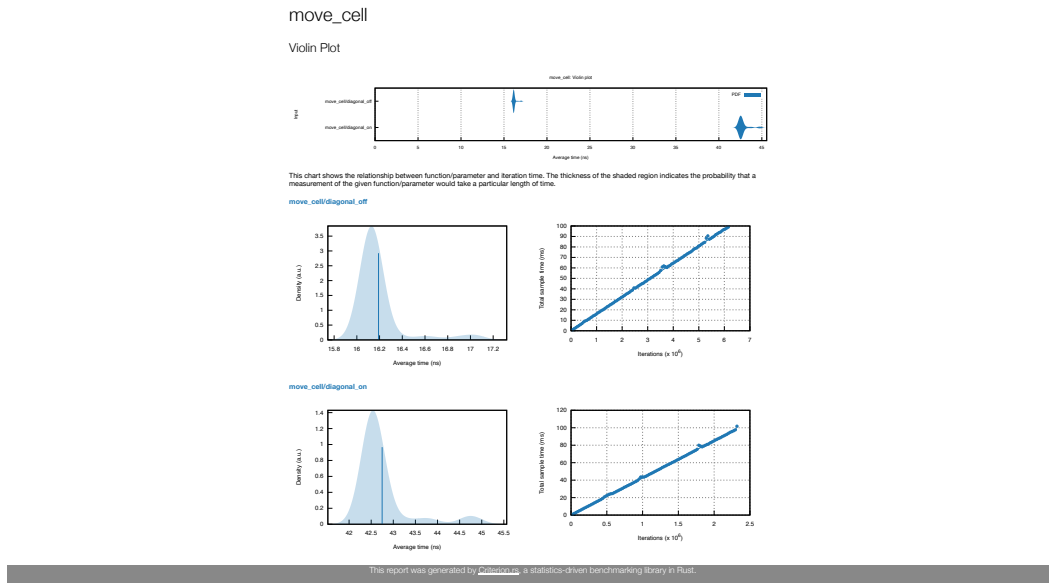 move_cell
Violin Plot
move_cell: Violin plot
PDF
Input
move_cell/diagonal_off
move_cell/diagonal_on
0 5 10 15 20 25 30 35 40 45
Average time (ns)
This chart shows the relationship between function/parameter and iteration time. The thickness of the shaded region indicates the probability that a
measurement of the given function/parameter would take a particular length of time.
move_cell/diagonal_off
Density (a.u.)
3.5
3
2.5
2
1.5
1
0.5
0
15.8 16 16.2 16.4 16.6 16.8 17 17.2
Average time (ns)
Total sample time (ms)
100
90
80
70
60
50
40
30
20
10
0
0 1 2 3 4 5 6 7
Iterations (x 10⁶)
move_cell/diagonal_on
Density (a.u.)
1.4
1.2
1
0.8
0.6
0.4
0.2
0
42 42.5 43 43.5 44 44.5 45 45.5
Average time (ns)
Total sample time (ms)
120
100
80
60
40
20
0
0 0.5 1 1.5 2 2.5
Iterations (x 10⁶)
This report was generated by Criterion.rs, a statistics-driven benchmarking library in Rust.